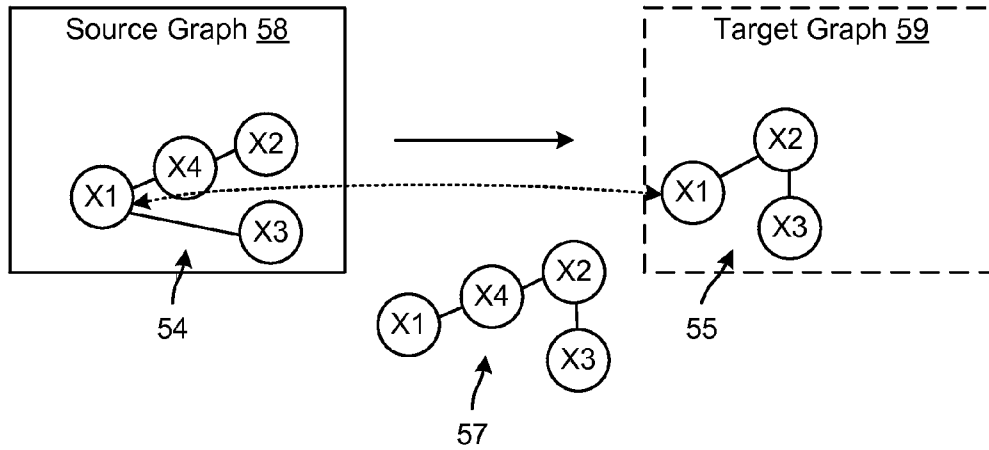 Source Graph 58
Target Graph 59
X1
X4
X2
X3
X1
X2
X3
54
X1
X4
X2
X3
55
57